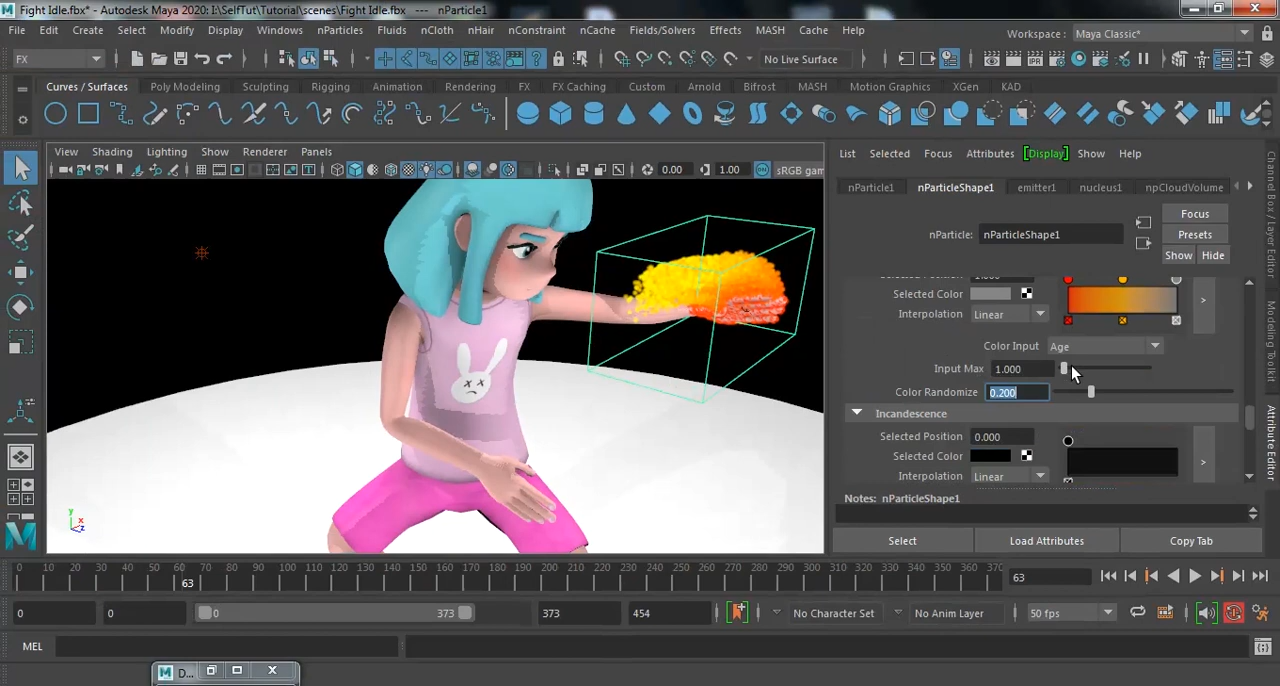 Fight Idle.fbx* - Autodesk Maya 2020: I:\SelfTut\Tutorial\scenes\Fight Idle.fbx --- nParticle1
File Edit Create Select Modify Display Windows nParticles Fluids nCloth nHair nConstraint nCache Fields/Solvers Effects MASH Cache Help Workspace : Maya Classic*
FX No Live Surface
Curves / Surfaces Poly Modeling Sculpting Rigging Animation Rendering FX FX Caching Custom Arnold Bifrost MASH Motion Graphics XGen KAD
View Shading Lighting Show Renderer Panels
0.00 1.00 sRGB gam
List Selected Focus Attributes [Display] Show Help
nParticle1 nParticleShape1 emitter1 nucleus1 npCloudVolume
Focus
nParticle: nParticleShape1 Presets
Show Hide
Selected Color
Interpolation Linear
Color Input Age
Input Max 1.000
Color Randomize 0.200
Incandescence
Selected Position 0.000
Selected Color
Interpolation Linear
Notes: nParticleShape1
Select Load Attributes Copy Tab
Channel Box / Layer Editor
Modeling Toolkit
Attribute Editor
y x z
0 10 20 30 40 50 60 70 80 90 100 110 120 130 140 150 160 170 180 190 200 210 220 230 240 250 260 270 280 290 300 310 320 330 340 350 360 370
63 63
0 0 0 373 373 454 No Character Set No Anim Layer 50 fps
MEL
D...